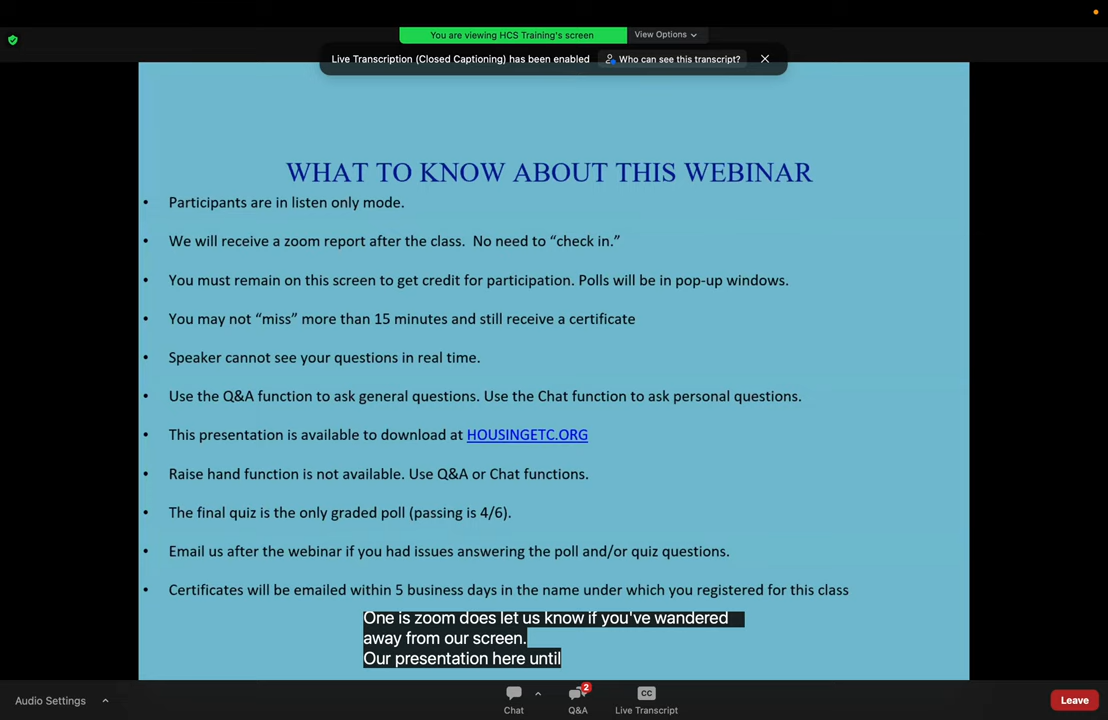 You are viewing HCS Training's screen
View Options
Live Transcription (Closed Captioning) has been enabled
Who can see this transcript?
WHAT TO KNOW ABOUT THIS WEBINAR
• Participants are in listen only mode.
• We will receive a zoom report after the class.  No need to “check in.”
• You must remain on this screen to get credit for participation. Polls will be in pop-up windows.
• You may not “miss” more than 15 minutes and still receive a certificate
• Speaker cannot see your questions in real time.
• Use the Q&A function to ask general questions. Use the Chat function to ask personal questions.
• This presentation is available to download at HOUSINGETC.ORG
• Raise hand function is not available. Use Q&A or Chat functions.
• The final quiz is the only graded poll (passing is 4/6).
• Email us after the webinar if you had issues answering the poll and/or quiz questions.
• Certificates will be emailed within 5 business days in the name under which you registered for this class
One is zoom does let us know if you've wandered
away from our screen.
Our presentation here until
Audio Settings
Chat
2
Q&A
CC
Live Transcript
Leave